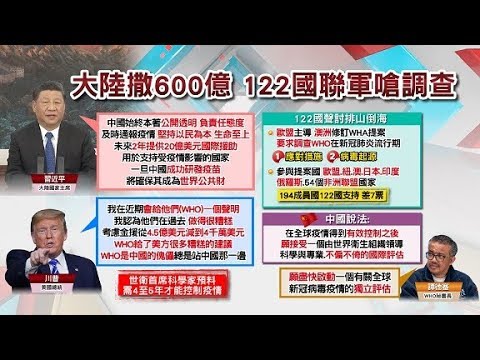 大陸撒600億 122國聯軍嗆調查
中國始終本著公開透明 負責任態度
及時通報疫情 堅持以民為本 生命至上
未來2年提供20億美元國際援助
用於支持受疫情影響的國家
一旦中國成功研發疫苗
將確保其成為世界公共財
習近平
大陸國家主席
我在近期會給他們(WHO)一個聲明
我認為他們在過去 做得很糟糕
考慮金援從4.5億美元減到4千萬美元
WHO給了美方很多糟糕的建議
WHO是中國的傀儡總是站中國那一邊
川普
美國總統
世衛首席科學家預料
需4至5年才能控制疫情
122國聲討排山倒海
歐盟主導 澳洲修訂WHA提案
要求調查WHO在新冠肺炎流行期
1 應對措施 2 病毒起源
參與提案國 歐盟.紐.澳.日本.印度
俄羅斯.54個非洲聯盟國家
194成員國122國支持 差7票
中國說法:
在全球疫情得到有效控制之後
願接受一個由世界衛生組織領導
科學與專業.不偏不倚的國際評估
願盡快啟動一個有關全球
新冠病毒疫情的獨立評估
譚德塞
WHO秘書長